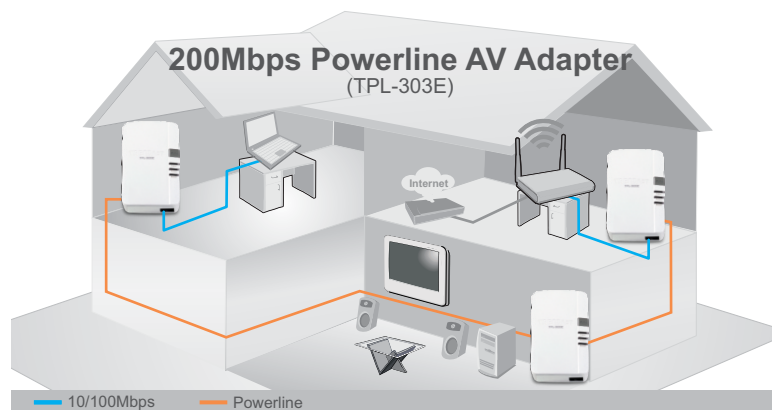 200Mbps Powerline AV Adapter
(TPL-303E)
Internet
10/100Mbps
Powerline